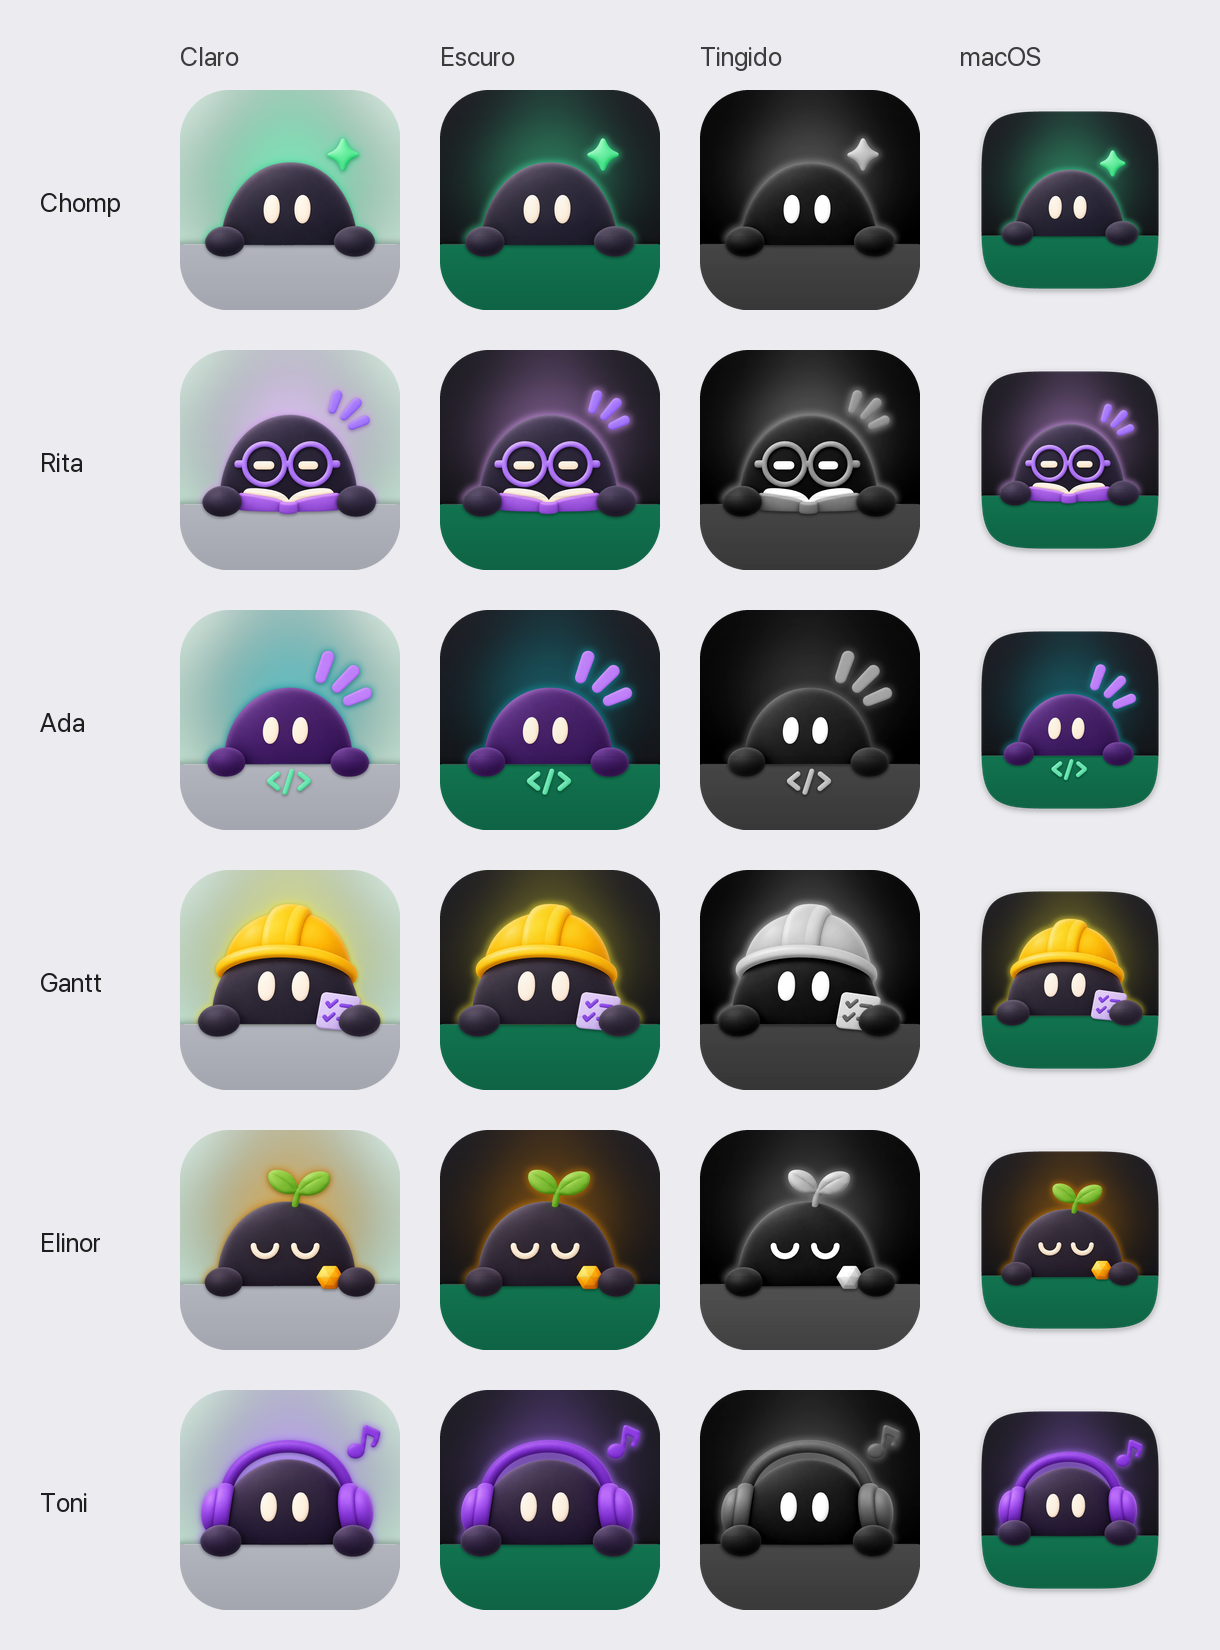 Claro Escuro Tingido macOS
Chomp
Rita
Ada
</>
</>
</>
</>
Gantt
Elinor
Toni